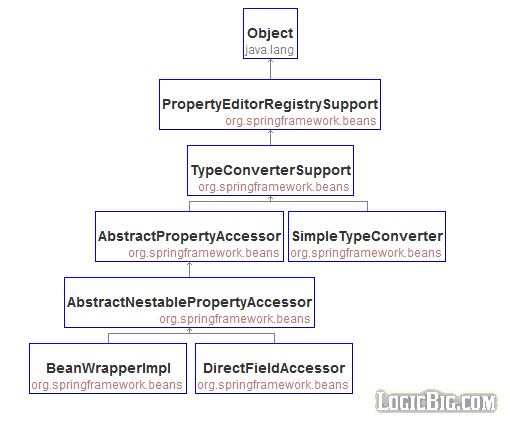 Object
java.lang
PropertyEditorRegistrySupport
org.springframework.beans
TypeConverterSupport
org.springframework.beans
AbstractPropertyAccessor
org.springframework.beans
SimpleTypeConverter
org.springframework.beans
AbstractNestablePropertyAccessor
org.springframework.beans
BeanWrapperImpl
org.springframework.beans
DirectFieldAccessor
org.springframework.beans
LogicBig.com